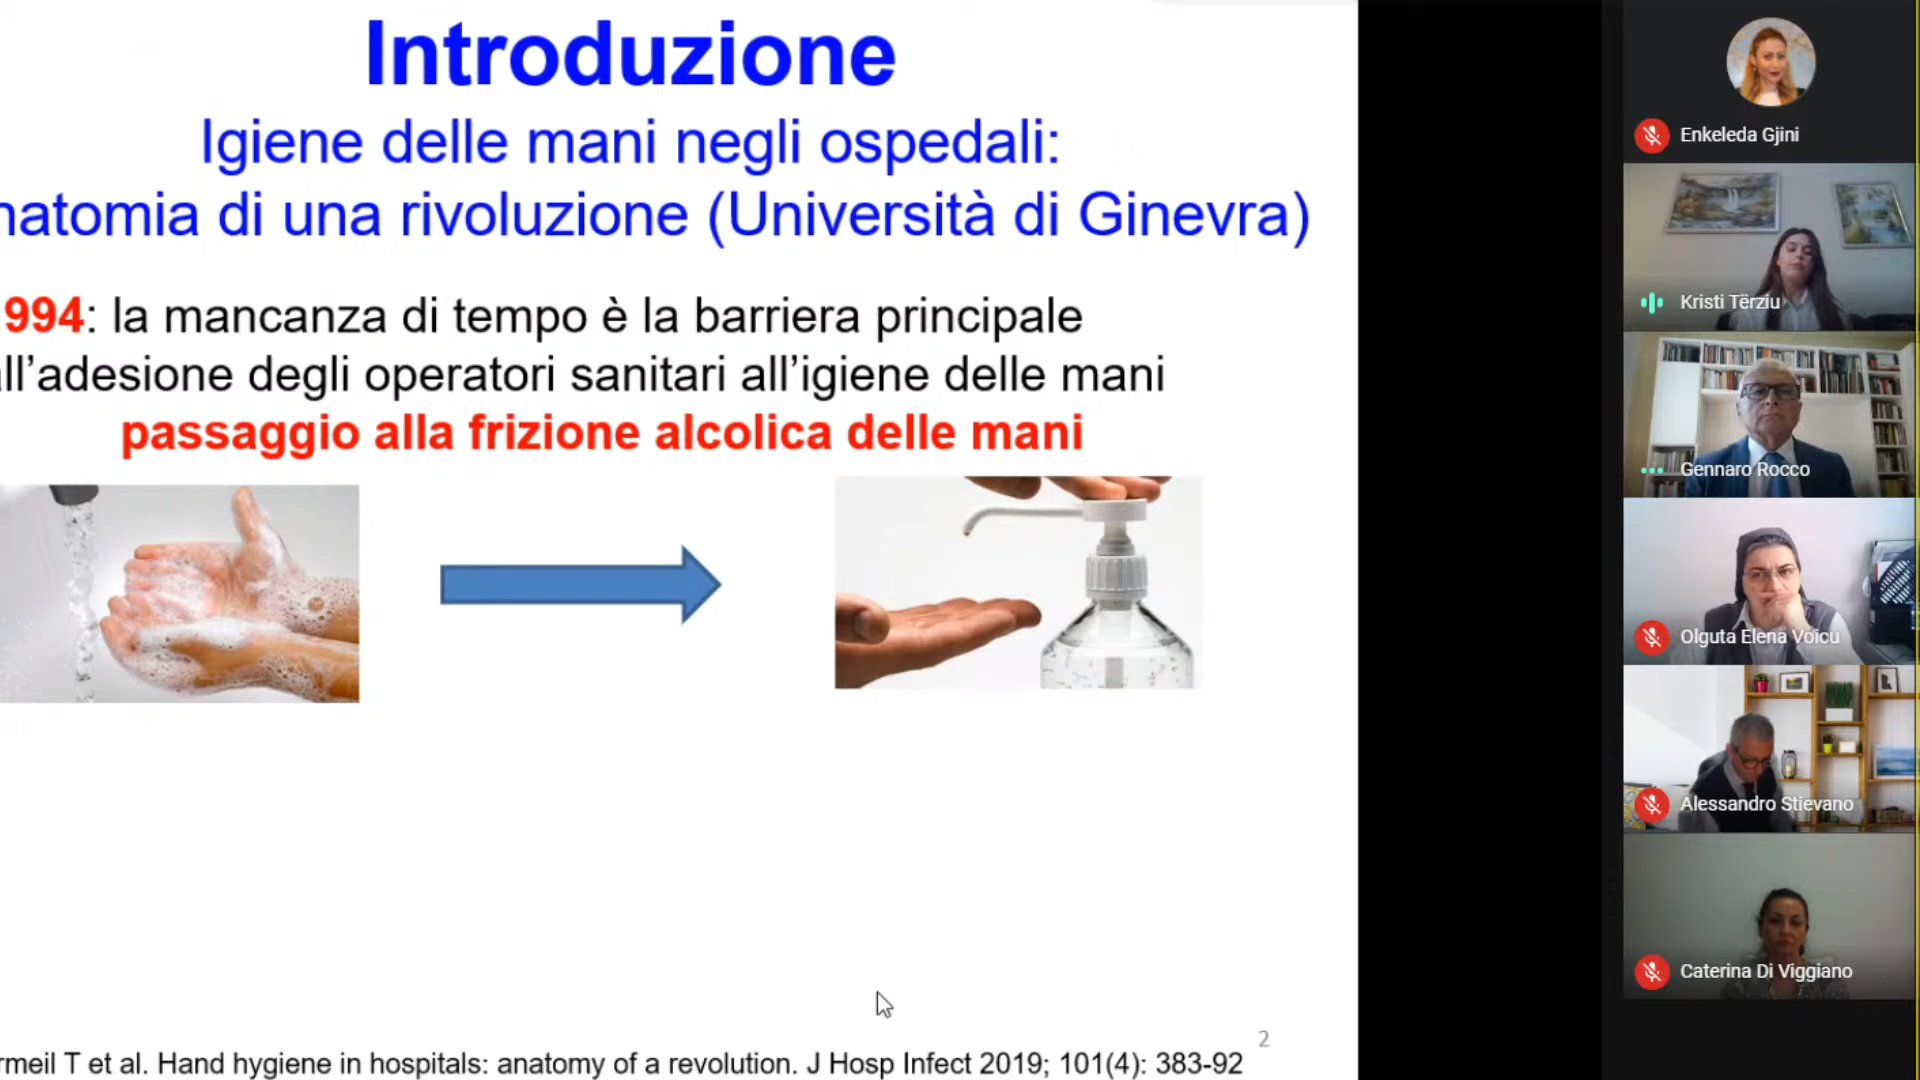 Introduzione
Igiene delle mani negli ospedali:
natomia di una rivoluzione (Università di Ginevra)
994: la mancanza di tempo è la barriera principale
all’adesione degli operatori sanitari all’igiene delle mani
passaggio alla frizione alcolica delle mani
2
rmeil T et al. Hand hygiene in hospitals: anatomy of a revolution. J Hosp Infect 2019; 101(4): 383-92
Enkeleda Gjini
Kristi Tërziu
Gennaro Rocco
Olguta Elena Voicu
Alessandro Stievano
Caterina Di Viggiano